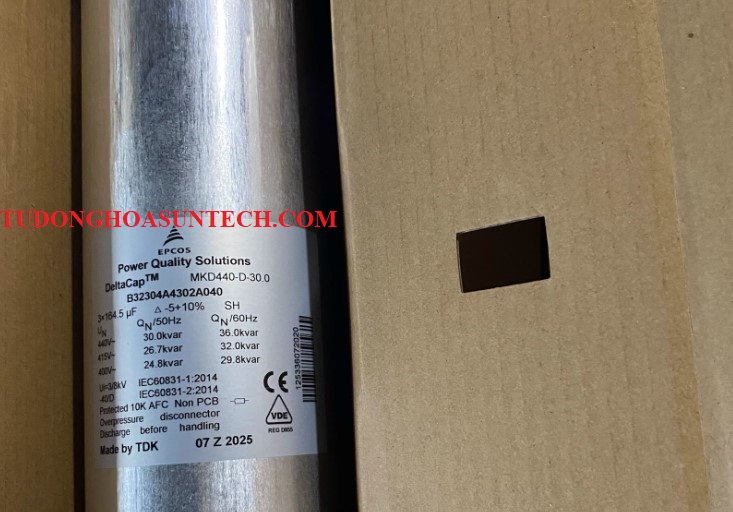 TUDONGHOASUNTECH.COM
EPCOS
Power Quality Solutions
DeltaCap™ MKD440-D-30.0
B32304A4302A040
3×164.5 µF △ -5+10% SH
UN QN/50Hz QN/60Hz
440V~ 30.0kvar 36.0kvar
415V~ 26.7kvar 32.0kvar
400V~ 24.8kvar 29.8kvar
Ui=3/8kV IEC60831-1:2014
-40/D IEC60831-2:2014
Protected 10K AFC Non PCB
Overpressure disconnector
Discharge before handling
Made by TDK 07 Z 2025
CE
VDE
REG D855
125336072020